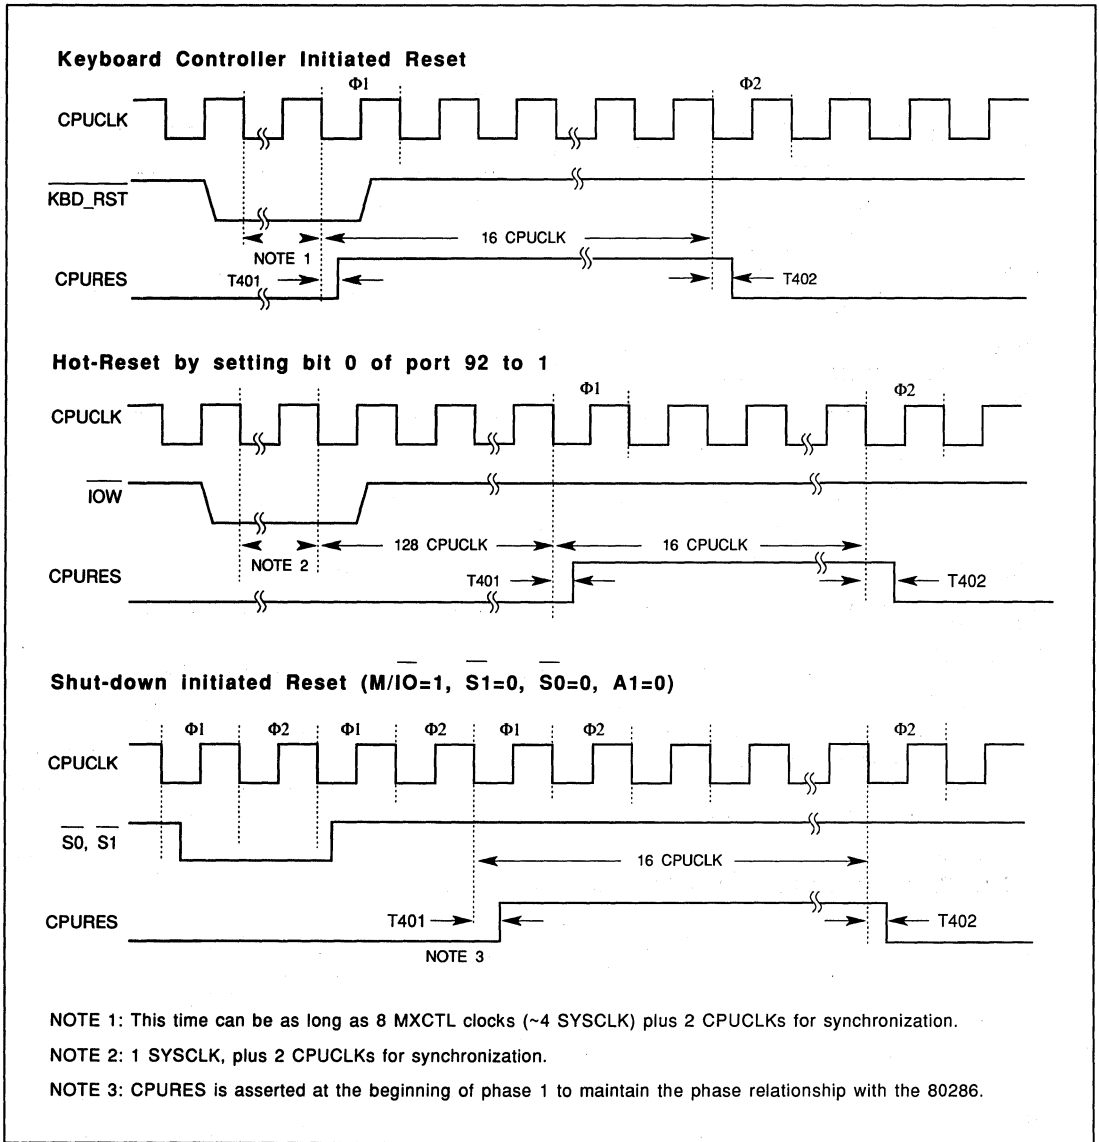 Keyboard Controller Initiated Reset
Φ1 Φ2
CPUCLK
KBD_RST
16 CPUCLK
NOTE 1
CPURES T401 T402
Hot-Reset by setting bit 0 of port 92 to 1
Φ1 Φ2
CPUCLK
IOW
128 CPUCLK 16 CPUCLK
NOTE 2
CPURES T401 T402
Shut-down initiated Reset (M/IO=1, S1=0, S0=0, A1=0)
Φ1 Φ2 Φ1 Φ2 Φ1 Φ2 Φ2
CPUCLK
S0, S1
16 CPUCLK
CPURES T401 T402
NOTE 3
NOTE 1: This time can be as long as 8 MXCTL clocks (~4 SYSCLK) plus 2 CPUCLKs for synchronization.
NOTE 2: 1 SYSCLK, plus 2 CPUCLKs for synchronization.
NOTE 3: CPURES is asserted at the beginning of phase 1 to maintain the phase relationship with the 80286.